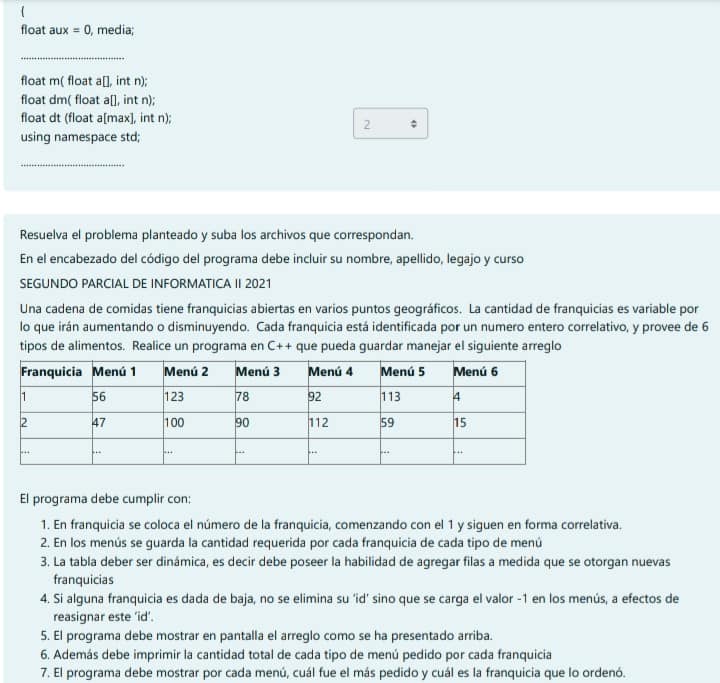 {
float aux = 0, media;
........................................
float m( float a[], int n);
float dm( float a[], int n);
float dt (float a[max], int n);
using namespace std;
2
........................................
Resuelva el problema planteado y suba los archivos que correspondan.
En el encabezado del código del programa debe incluir su nombre, apellido, legajo y curso
SEGUNDO PARCIAL DE INFORMATICA II 2021
Una cadena de comidas tiene franquicias abiertas en varios puntos geográficos. La cantidad de franquicias es variable por
lo que irán aumentando o disminuyendo. Cada franquicia está identificada por un numero entero correlativo, y provee de 6
tipos de alimentos. Realice un programa en C++ que pueda guardar manejar el siguiente arreglo
Franquicia Menú 1 Menú 2 Menú 3 Menú 4 Menú 5 Menú 6
1 56 123 78 92 113 4
2 47 100 90 112 59 15
... ... ... ... ... ... ...
El programa debe cumplir con:
1. En franquicia se coloca el número de la franquicia, comenzando con el 1 y siguen en forma correlativa.
2. En los menús se guarda la cantidad requerida por cada franquicia de cada tipo de menú
3. La tabla deber ser dinámica, es decir debe poseer la habilidad de agregar filas a medida que se otorgan nuevas
franquicias
4. Si alguna franquicia es dada de baja, no se elimina su 'id' sino que se carga el valor -1 en los menús, a efectos de
reasignar este 'id'.
5. El programa debe mostrar en pantalla el arreglo como se ha presentado arriba.
6. Además debe imprimir la cantidad total de cada tipo de menú pedido por cada franquicia
7. El programa debe mostrar por cada menú, cuál fue el más pedido y cuál es la franquicia que lo ordenó.